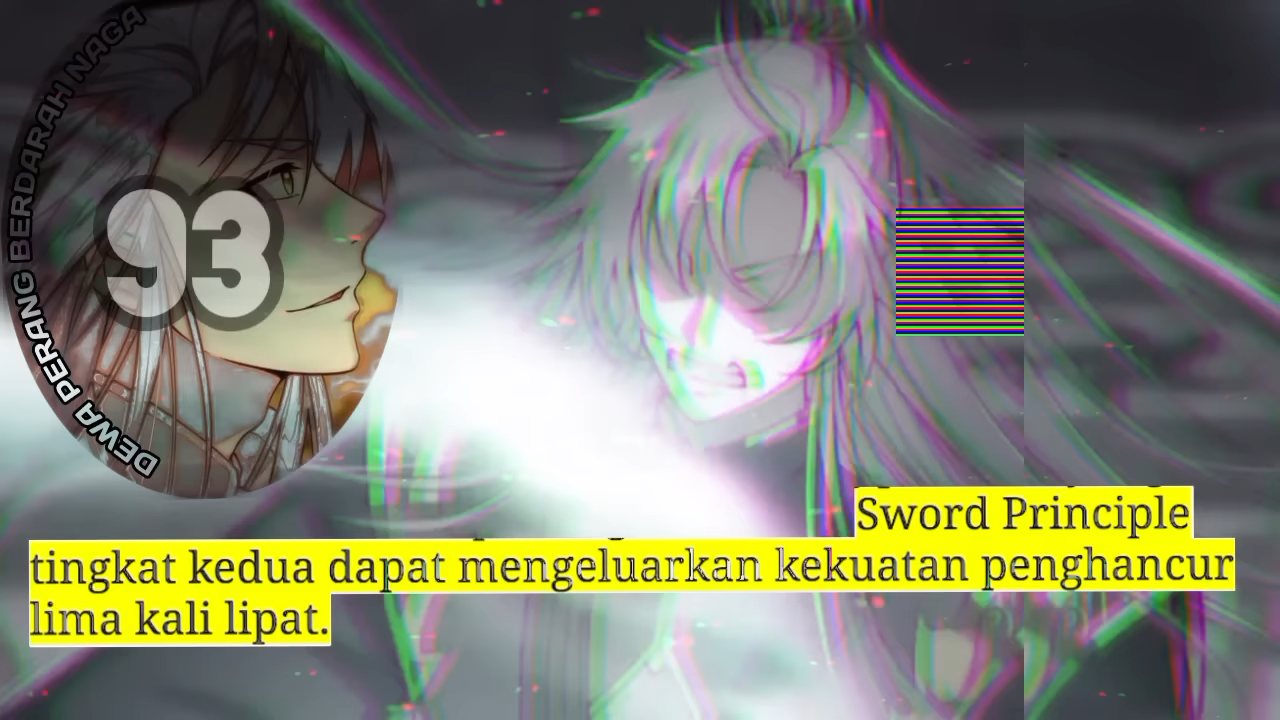 DEWA PERANG BERDARAH NAGA
93
Sword Principle
tingkat kedua dapat mengeluarkan kekuatan penghancur
lima kali lipat.